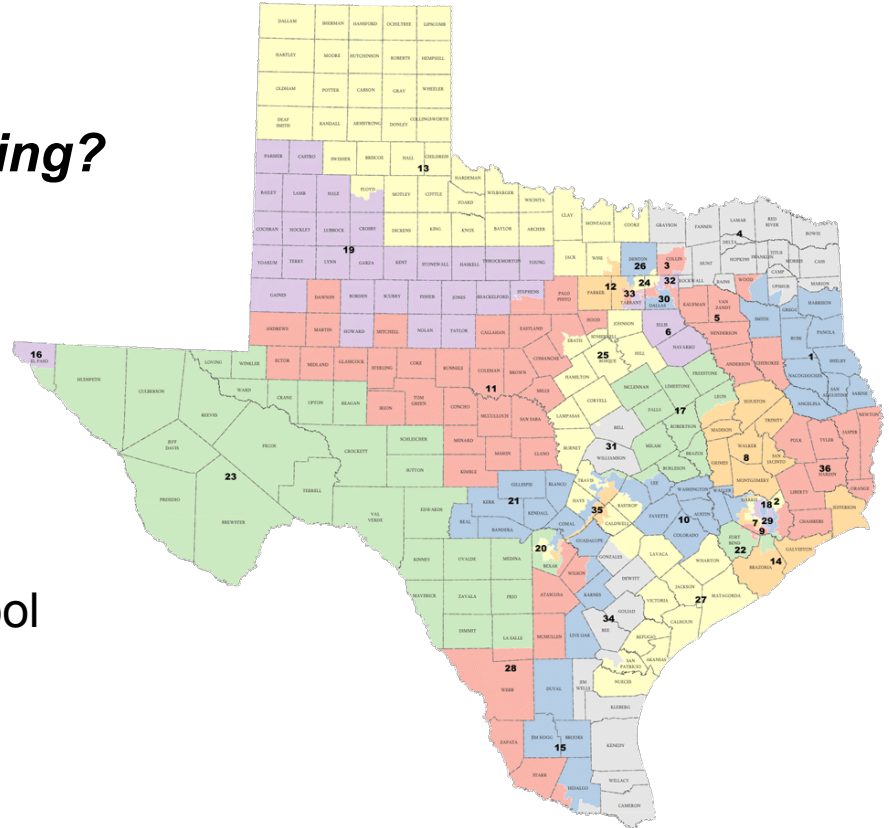 ing?
ool
DALLAM SHERMAN HANSFORD OCHILTREE LIPSCOMB
HARTLEY MOORE HUTCHINSON ROBERTS HEMPHILL
OLDHAM POTTER CARSON GRAY WHEELER
DEAF SMITH RANDALL ARMSTRONG DONLEY COLLINGSWORTH
PARMER CASTRO SWISHER BRISCOE HALL CHILDRESS
13
HARDEMAN
BAILEY LAMB HALE FLOYD MOTLEY COTTLE FOARD WILBARGER WICHITA
COCHRAN HOCKLEY LUBBOCK CROSBY DICKENS KING KNOX BAYLOR ARCHER CLAY MONTAGUE COOKE GRAYSON FANNIN LAMAR RED RIVER BOWIE
19 4
YOAKUM TERRY LYNN GARZA KENT STONEWALL HASKELL THROCKMORTON YOUNG JACK WISE DENTON COLLIN HUNT DELTA HOPKINS FRANKLIN TITUS MORRIS CASS
26 3
CAMP
GAINES DAWSON BORDEN SCURRY FISHER JONES SHACKELFORD STEPHENS PALO PINTO PARKER TARRANT DALLAS ROCKWALL RAINS WOOD UPSHUR MARION
12 33 24 32 30
ANDREWS MARTIN HOWARD MITCHELL NOLAN TAYLOR CALLAHAN EASTLAND ERATH HOOD JOHNSON ELLIS KAUFMAN VAN ZANDT SMITH GREGG HARRISON
6 5
SOMERVELL NAVARRO HENDERSON RUSK PANOLA
16
EL PASO HUDSPETH CULBERSON LOVING WINKLER ECTOR MIDLAND GLASSCOCK STERLING COKE RUNNELS COLEMAN BROWN COMANCHE BOSQUE HILL ANDERSON CHEROKEE NACOGDOCHES SHELBY
25 1
REEVES WARD CRANE UPTON REAGAN IRION TOM GREEN CONCHO MCCULLOCH SAN SABA MILLS HAMILTON CORYELL MCLENNAN LIMESTONE FREESTONE LEON HOUSTON ANGELINA SAN AUGUSTINE SABINE
11 17
JEFF DAVIS PECOS CROCKETT SCHLEICHER MENARD MASON LLANO LAMPASAS BURNET BELL FALLS ROBERTSON MADISON WALKER TRINITY POLK TYLER JASPER NEWTON
31 8 36
SUTTON KIMBLE WILLIAMSON MILAM BRAZOS GRIMES SAN JACINTO HARDIN
23
PRESIDIO BREWSTER TERRELL VAL VERDE EDWARDS KERR GILLESPIE BLANCO TRAVIS BURLESON MONTGOMERY LIBERTY ORANGE
21
REAL BANDERA KENDALL COMAL HAYS BASTROP LEE WASHINGTON WALLER HARRIS CHAMBERS JEFFERSON
35 10 18 2 7 29 9
CALDWELL FAYETTE AUSTIN
KINNEY UVALDE MEDINA BEXAR GUADALUPE GONZALES COLORADO FORT BEND GALVESTON
20 22 14
MAVERICK ZAVALA FRIO ATASCOSA WILSON KARNES DEWITT LAVACA WHARTON BRAZORIA
DIMMIT LA SALLE MCMULLEN LIVE OAK BEE GOLIAD VICTORIA JACKSON MATAGORDA
34 27
REFUGIO CALHOUN
28
WEBB DUVAL JIM WELLS SAN PATRICIO ARANSAS NUECES
KLEBERG
ZAPATA JIM HOGG BROOKS KENEDY
15
STARR HIDALGO WILLACY
CAMERON